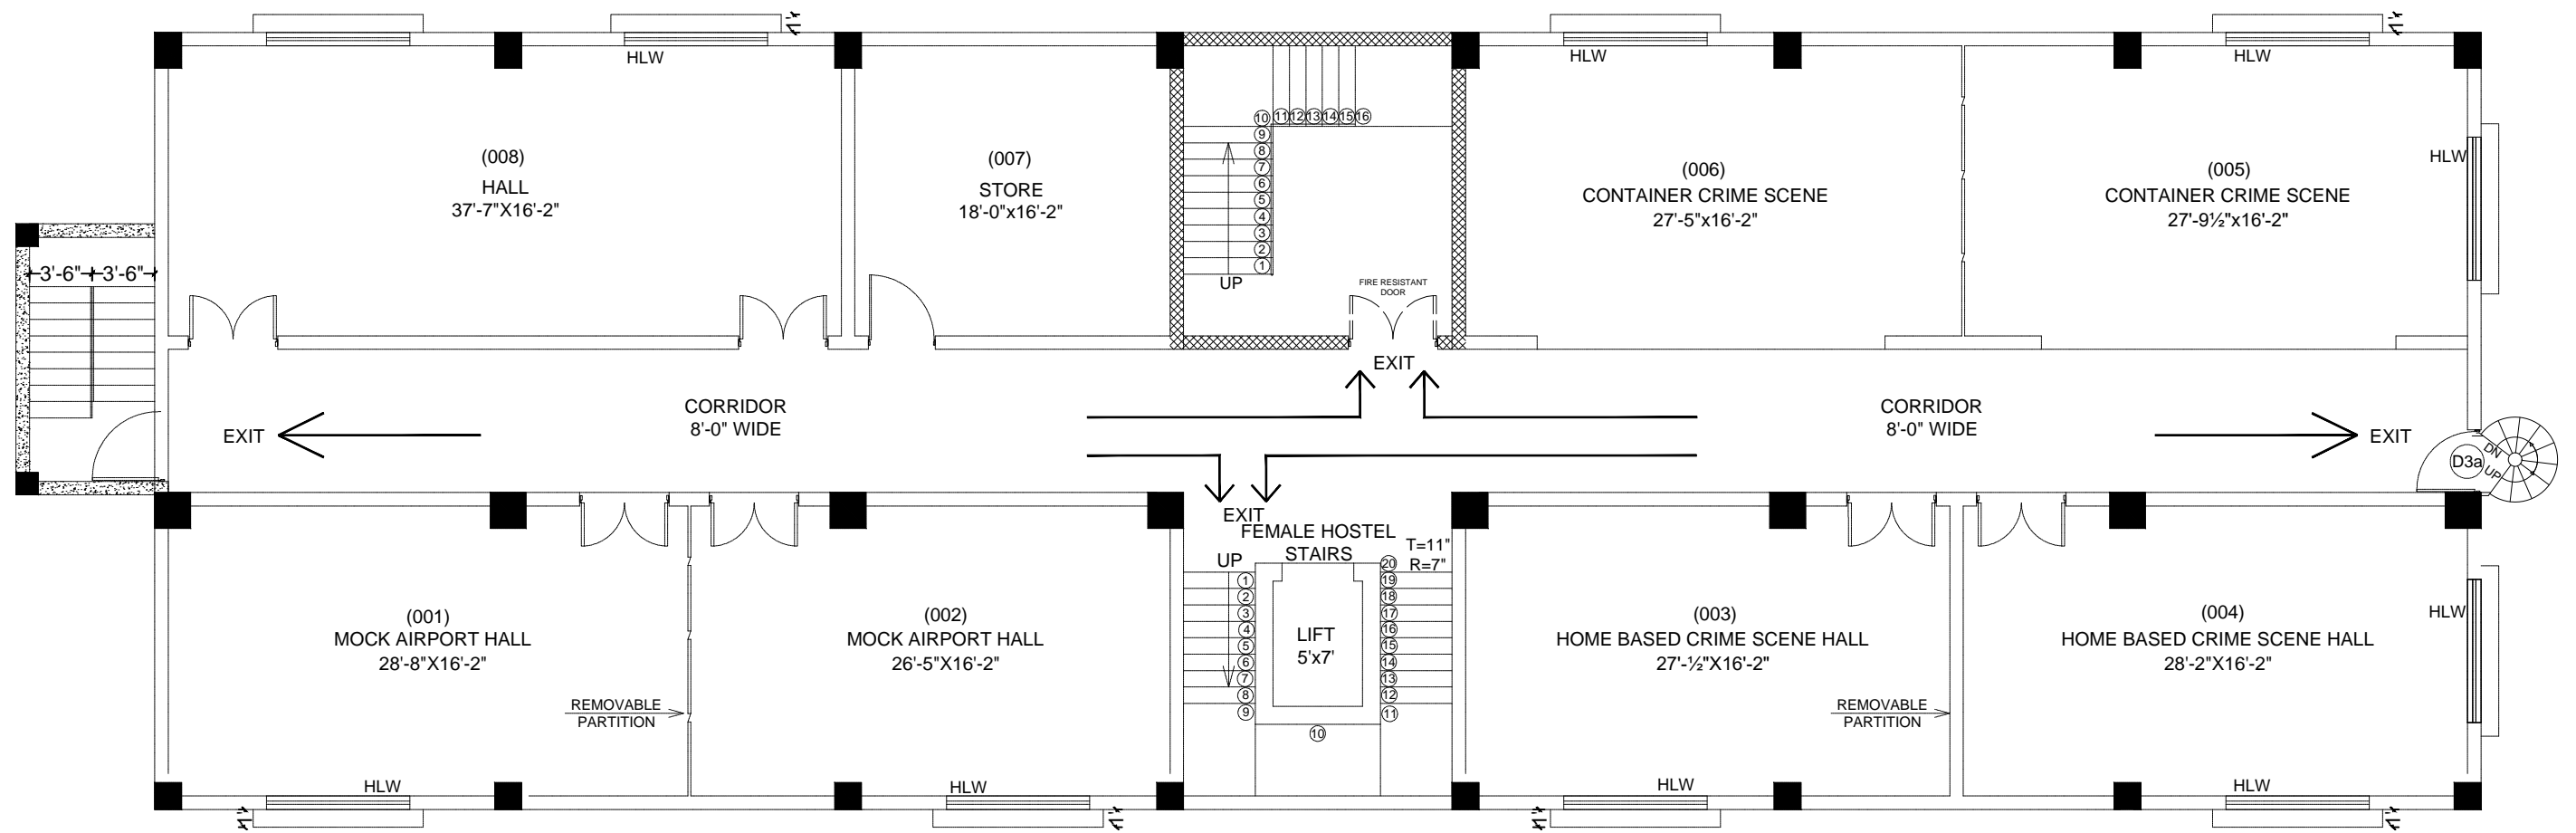 1'
1'
HLW
HLW
HLW
(008)
HALL
37'-7"X16'-2"
(007)
STORE
18'-0"x16'-2"
10
11
12
13
14
15
16
9
8
7
6
5
4
3
2
1
UP
FIRE RESISTANT
DOOR
(006)
CONTAINER CRIME SCENE
27'-5"x16'-2"
(005)
CONTAINER CRIME SCENE
27'-9½"x16'-2"
HLW
3'-6"
3'-6"
EXIT
CORRIDOR
8'-0" WIDE
EXIT
CORRIDOR
8'-0" WIDE
EXIT
DN
D3a
UP
EXIT
FEMALE HOSTEL
STAIRS
UP
T=11"
R=7"
1
2
3
4
5
6
7
8
9
LIFT
5'x7'
10
20
19
18
17
16
15
14
13
12
11
(001)
MOCK AIRPORT HALL
28'-8"X16'-2"
(002)
MOCK AIRPORT HALL
26'-5"X16'-2"
(003)
HOME BASED CRIME SCENE HALL
27'-½"X16'-2"
(004)
HOME BASED CRIME SCENE HALL
28'-2"X16'-2"
HLW
REMOVABLE
PARTITION
REMOVABLE
PARTITION
HLW
HLW
HLW
HLW
1'
1'
1'
1'